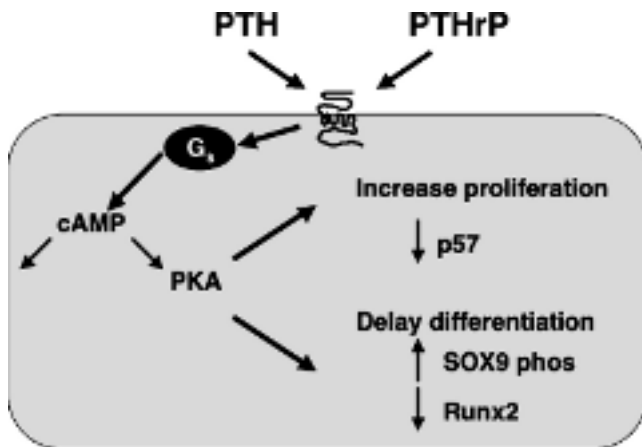 PTH PTHrP
Gs
Increase proliferation
cAMP
p57
PKA
Delay differentiation
SOX9 phos
Runx2